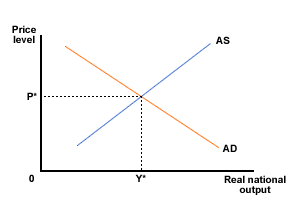 Price
level
AS
P*
AD
0
Y*
Real national
output